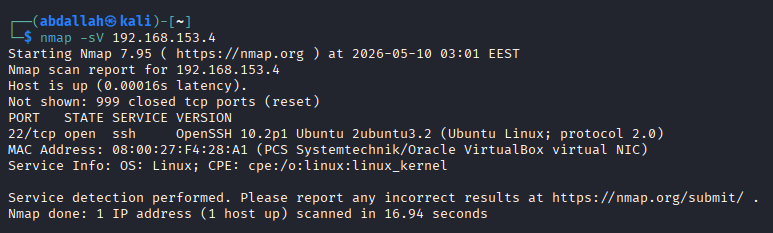 ┌──(abdallah㉿kali)-[~]
└─$ nmap -sV 192.168.153.4
Starting Nmap 7.95 ( https://nmap.org ) at 2026-05-10 03:01 EEST
Nmap scan report for 192.168.153.4
Host is up (0.00016s latency).
Not shown: 999 closed tcp ports (reset)
PORT   STATE SERVICE VERSION
22/tcp open  ssh     OpenSSH 10.2p1 Ubuntu 2ubuntu3.2 (Ubuntu Linux; protocol 2.0)
MAC Address: 08:00:27:F4:28:A1 (PCS Systemtechnik/Oracle VirtualBox virtual NIC)
Service Info: OS: Linux; CPE: cpe:/o:linux:linux_kernel

Service detection performed. Please report any incorrect results at https://nmap.org/submit/ .
Nmap done: 1 IP address (1 host up) scanned in 16.94 seconds